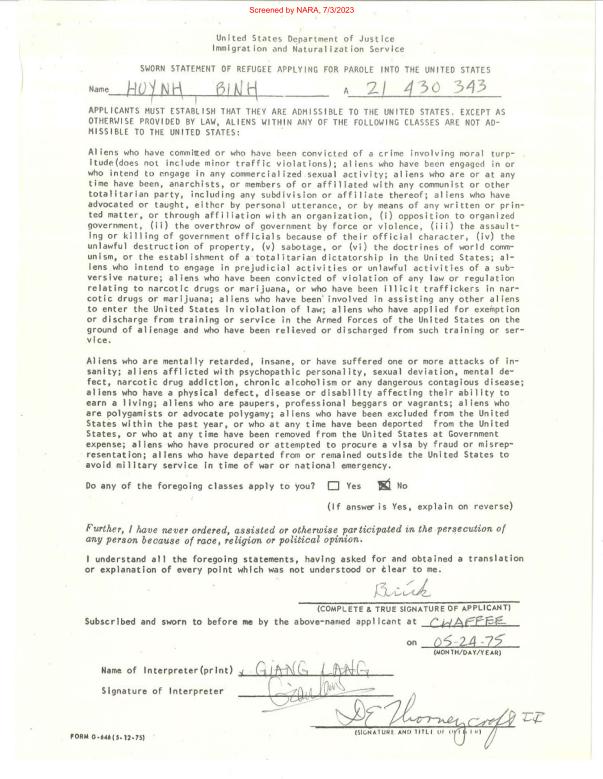 Screened by NARA, 7/3/2023
United States Department of Justice
Immigration and Naturalization Service
SWORN STATEMENT OF REFUGEE APPLYING FOR PAROLE INTO THE UNITED STATES
Name HUYNH BINH A 21 430 343
APPLICANTS MUST ESTABLISH THAT THEY ARE ADMISSIBLE TO THE UNITED STATES. EXCEPT AS
OTHERWISE PROVIDED BY LAW, ALIENS WITHIN ANY OF THE FOLLOWING CLASSES ARE NOT AD-
MISSIBLE TO THE UNITED STATES:
Aliens who have committed or who have been convicted of a crime involving moral turp-
itude(does not include minor traffic violations); aliens who have been engaged in or
who intend to engage in any commercialized sexual activity; aliens who are or at any
time have been, anarchists, or members of or affiliated with any communist or other
totalitarian party, including any subdivision or affiliate thereof; aliens who have
advocated or taught, either by personal utterance, or by means of any written or prin-
ted matter, or through affiliation with an organization, (i) opposition to organized
government, (ii) the overthrow of government by force or violence, (iii) the assault-
ing or killing of government officials because of their official character, (iv) the
unlawful destruction of property, (v) sabotage, or (vi) the doctrines of world comm-
unism, or the establishment of a totalitarian dictatorship in the United States; al-
iens who intend to engage in prejudicial activities or unlawful activities of a sub-
versive nature; aliens who have been convicted of violation of any law or regulation
relating to narcotic drugs or marijuana, or who have been illicit traffickers in nar-
cotic drugs or marijuana; aliens who have been involved in assisting any other aliens
to enter the United States in violation of law; aliens who have applied for exemption
or discharge from training or service in the Armed Forces of the United States on the
ground of alienage and who have been relieved or discharged from such training or ser-
vice.
Aliens who are mentally retarded, insane, or have suffered one or more attacks of in-
sanity; aliens afflicted with psychopathic personality, sexual deviation, mental de-
fect, narcotic drug addiction, chronic alcoholism or any dangerous contagious disease;
aliens who have a physical defect, disease or disability affecting their ability to
earn a living; aliens who are paupers, professional beggars or vagrants; aliens who
are polygamists or advocate polygamy; aliens who have been excluded from the United
States within the past year, or who at any time have been deported from the United
States, or who at any time have been removed from the United States at Government
expense; aliens who have procured or attempted to procure a visa by fraud or misrep-
resentation; aliens who have departed from or remained outside the United States to
avoid military service in time of war or national emergency.
Do any of the foregoing classes apply to you? Yes No
(If answer is Yes, explain on reverse)
Further, I have never ordered, assisted or otherwise participated in the persecution of
any person because of race, religion or political opinion.
I understand all the foregoing statements, having asked for and obtained a translation
or explanation of every point which was not understood or clear to me.
(COMPLETE & TRUE SIGNATURE OF APPLICANT)
Subscribed and sworn to before me by the above-named applicant at CHAFFEE
on 05-24-75
(MONTH/DAY/YEAR)
Name of Interpreter(print) GIANG LANG
Signature of Interpreter
DE Thorneycroft II
(SIGNATURE AND TITLE OF OFFICER)
FORM G-646 (5-12-75)